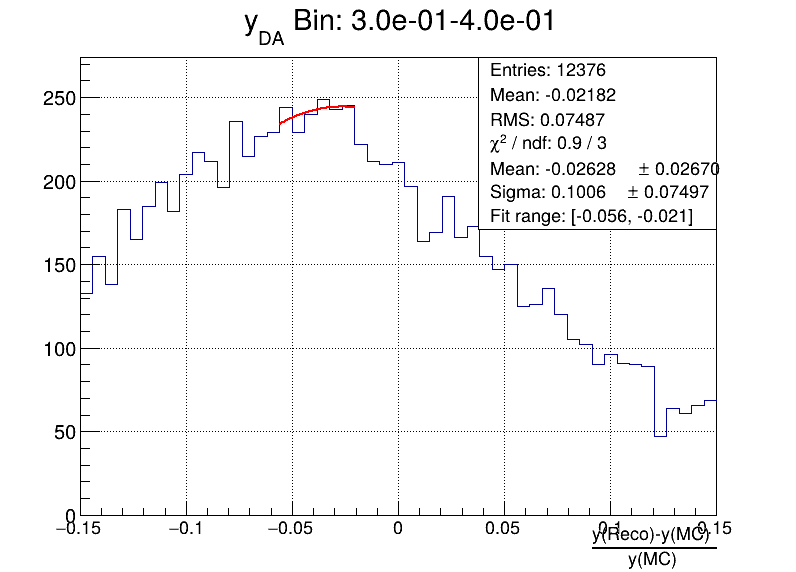 y_DA Bin: 3.0e-01-4.0e-01
Entries: 12376
Mean: -0.02182
RMS: 0.07487
χ² / ndf: 0.9 / 3
Mean: -0.02628 ± 0.02670
Sigma: 0.1006 ± 0.07497
Fit range: [-0.056, -0.021]
250
200
150
100
50
0
−0.15 −0.1 −0.05 0 0.05 0.1 0.15
y(Reco)-y(MC)
y(MC)